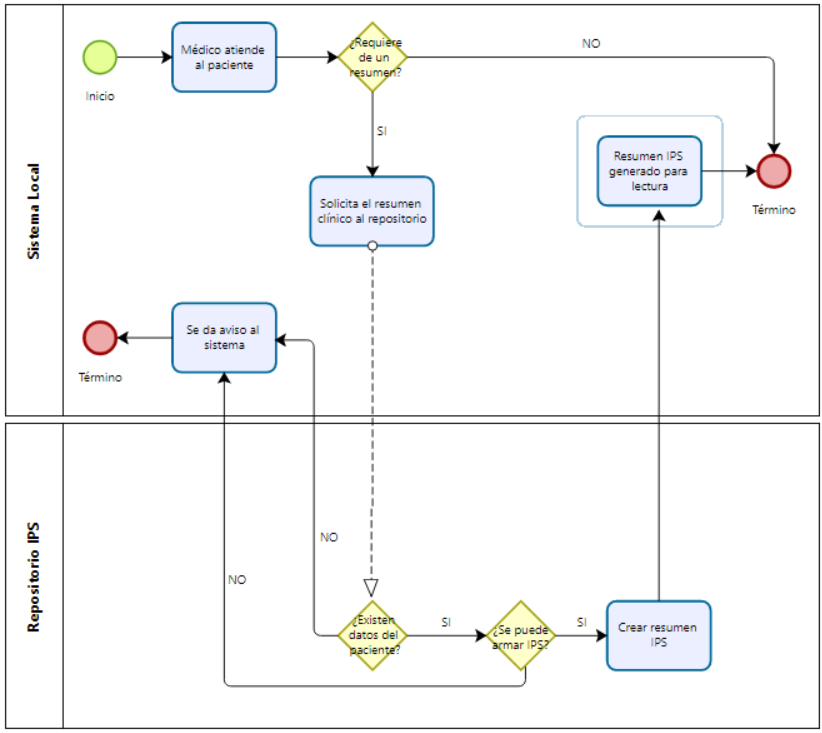 Sistema Local
Inicio
Médico atiende
al paciente
¿Requiere
de un
resumen?
NO
SI
Solicita el resumen
clínico al repositorio
Resumen IPS
generado para
lectura
Término
Se da aviso al
sistema
Término
Repositorio IPS
NO
NO
¿Existen
datos del
paciente?
SI
¿Se puede
armar IPS?
SI
Crear resumen
IPS